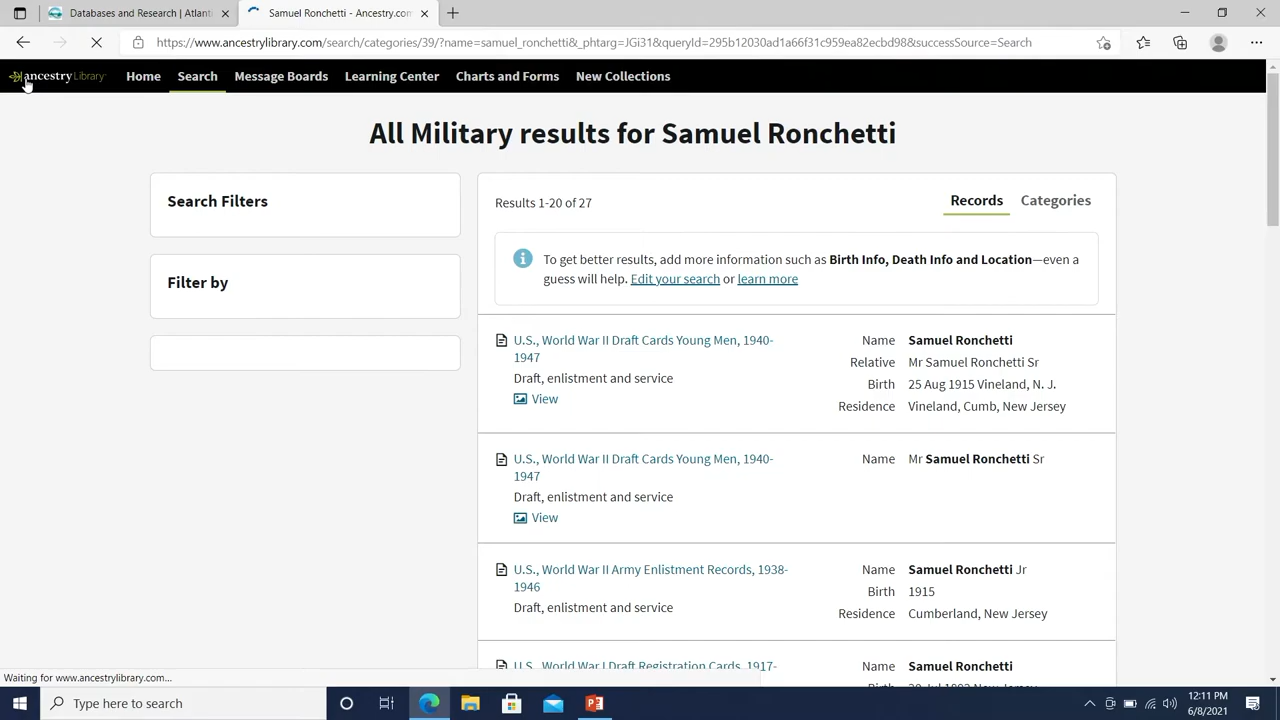 Databases and Research | Atlant
Samuel Ronchetti - Ancestry.com
https://www.ancestrylibrary.com/search/categories/39/?name=samuel_ronchetti&_phtarg=JGi31&queryId=295b12030ad1a66f31c959ea82ecbd98&successSource=Search
ancestryLibrary Home Search Message Boards Learning Center Charts and Forms New Collections
All Military results for Samuel Ronchetti
Search Filters
Filter by
Results 1-20 of 27
Records Categories
To get better results, add more information such as Birth Info, Death Info and Location—even a
guess will help. Edit your search or learn more
U.S., World War II Draft Cards Young Men, 1940-
1947
Draft, enlistment and service
View
Name Samuel Ronchetti
Relative Mr Samuel Ronchetti Sr
Birth 25 Aug 1915 Vineland, N. J.
Residence Vineland, Cumb, New Jersey
U.S., World War II Draft Cards Young Men, 1940-
1947
Draft, enlistment and service
View
Name Mr Samuel Ronchetti Sr
U.S., World War II Army Enlistment Records, 1938-
1946
Draft, enlistment and service
Name Samuel Ronchetti Jr
Birth 1915
Residence Cumberland, New Jersey
U.S., World War I Draft Registration Cards, 1917-
Name Samuel Ronchetti
Waiting for www.ancestrylibrary.com...
Type here to search
12:11 PM
6/8/2021